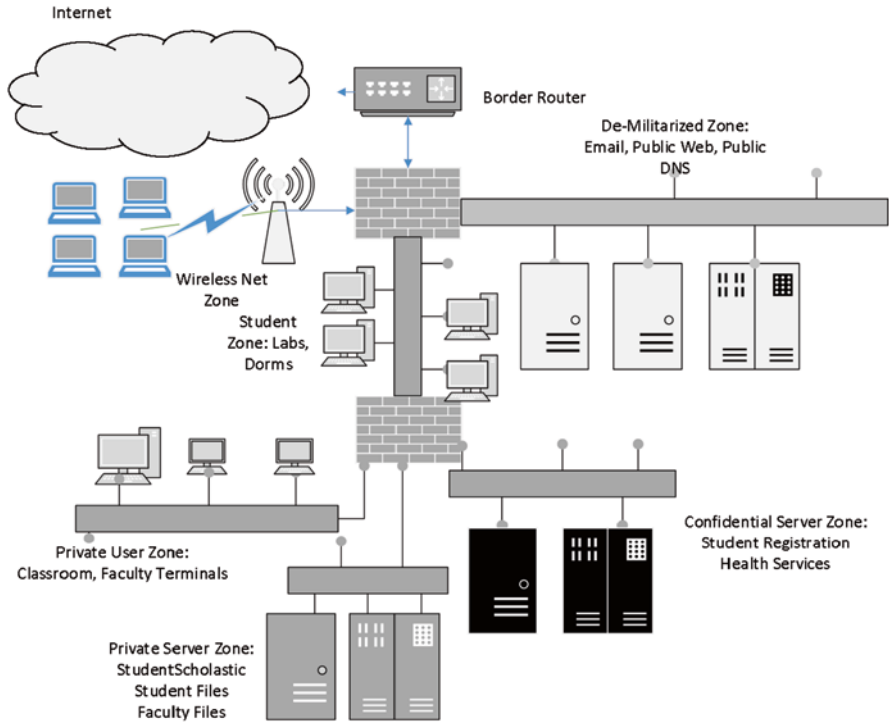 Internet
Border Router
De-Militarized Zone:
Email, Public Web, Public
DNS
Wireless Net
Zone
Student
Zone: Labs,
Dorms
Private User Zone:
Classroom, Faculty Terminals
Confidential Server Zone:
Student Registration
Health Services
Private Server Zone:
StudentScholastic
Student Files
Faculty Files